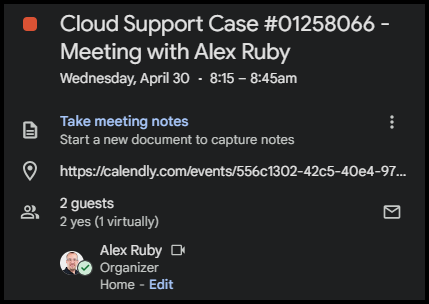 Cloud Support Case #01258066 -
Meeting with Alex Ruby
Wednesday, April 30 · 8:15 – 8:45am
Take meeting notes
Start a new document to capture notes
https://calendly.com/events/556c1302-42c5-40e4-97...
2 guests
2 yes (1 virtually)
Alex Ruby
Organizer
Home - Edit